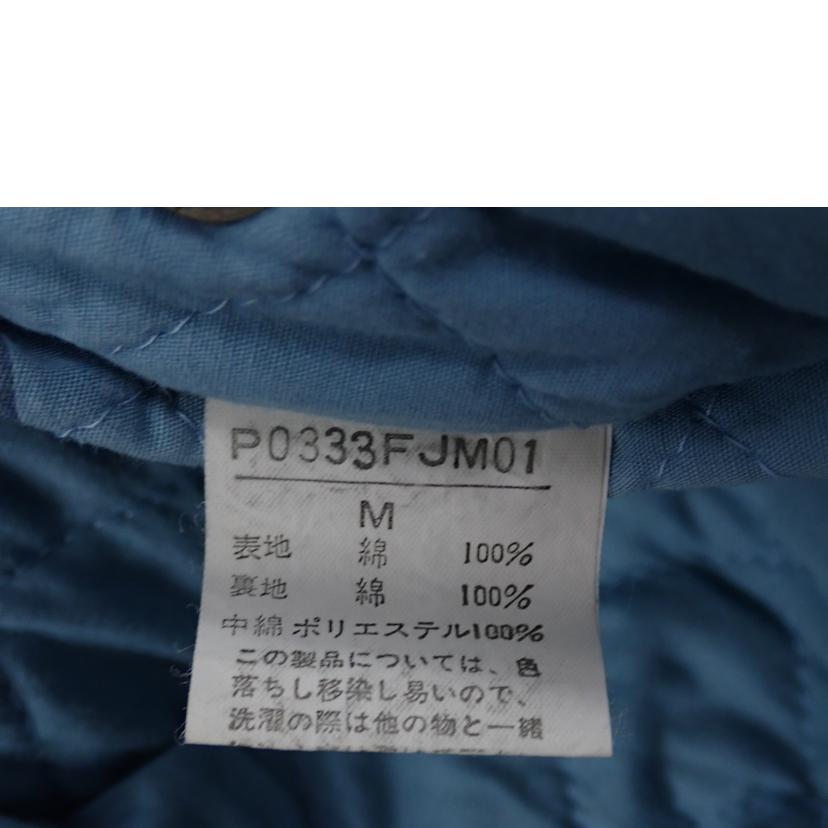 P0333FJM01
M
表地 綿 100%
裏地 綿 100%
中綿 ポリエステル100%
この製品については、色
落ちし移染し易いので、
洗濯の際は他の物と一緒